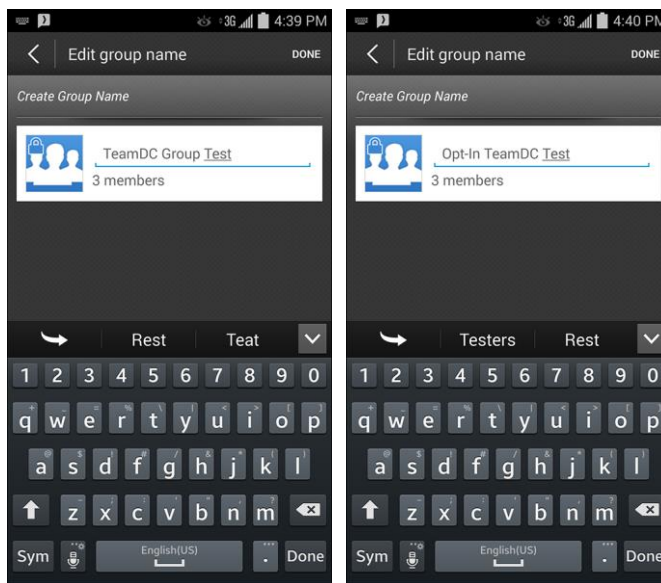 3G 4:39 PM
Edit group name DONE
Create Group Name
TeamDC Group Test
3 members
Rest Teat
1 2 3 4 5 6 7 8 9 0
q w e r t y u i o p
a s d f g h j k l
z x c v b n m
Sym English(US) . Done
3G 4:40 PM
Edit group name DONE
Create Group Name
Opt-In TeamDC Test
3 members
Testers Rest
1 2 3 4 5 6 7 8 9 0
q w e r t y u i o p
a s d f g h j k l
z x c v b n m
Sym English(US) . Done